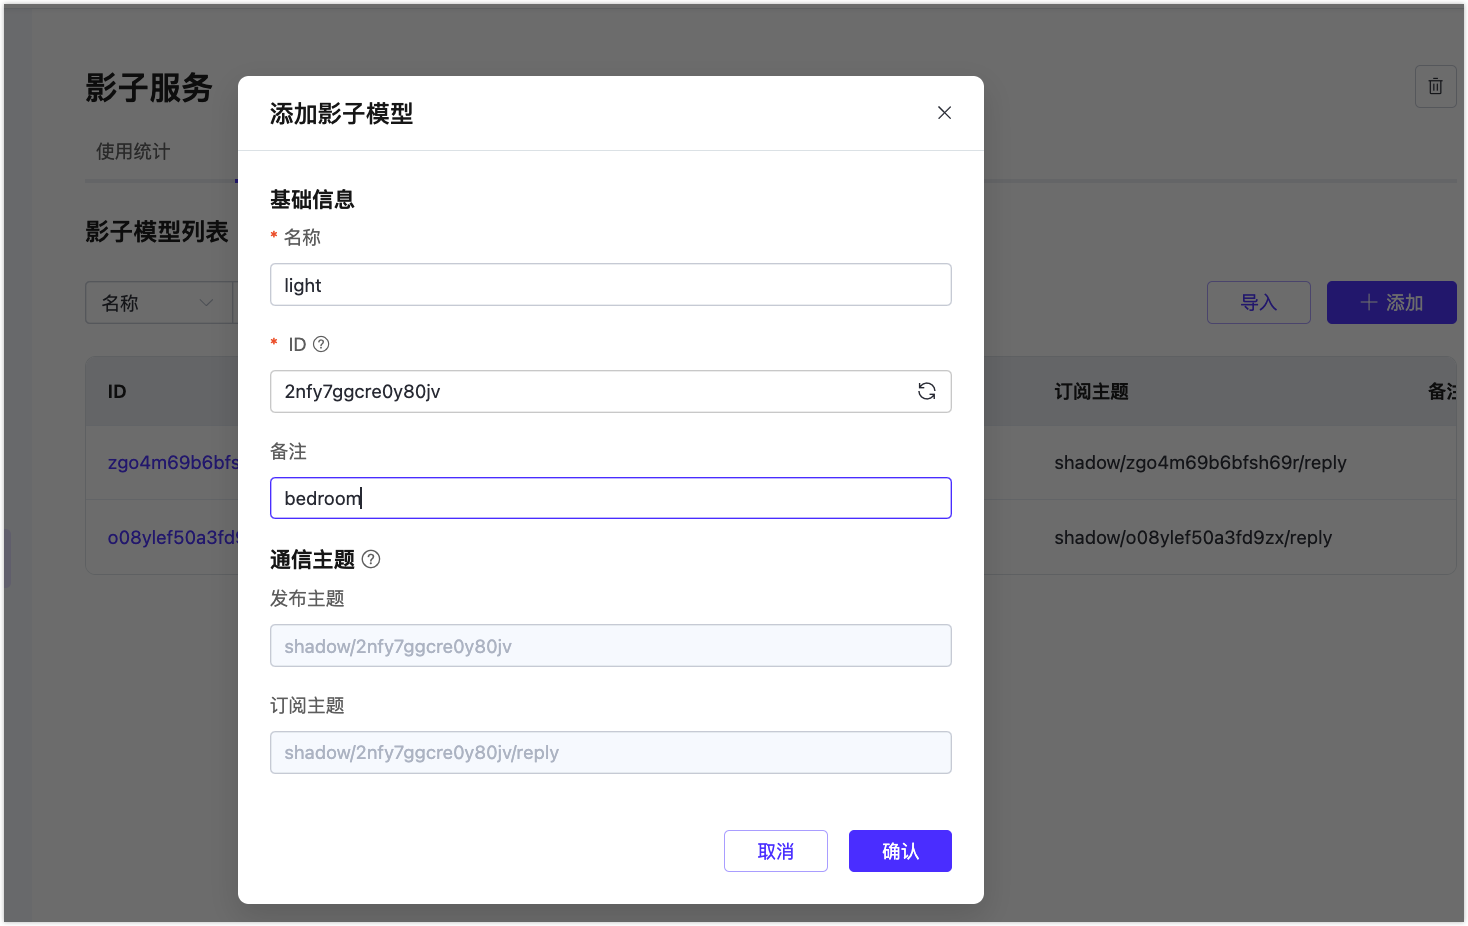 影子服务
使用统计
影子模型列表
名称
导入
添加
ID
订阅主题
备注
zgo4m69b6bfs
shadow/zgo4m69b6bfsh69r/reply
o08ylef50a3fd9
shadow/o08ylef50a3fd9zx/reply
添加影子模型
基础信息
* 名称
light
* ID
2nfy7ggcre0y80jv
备注
bedroom
通信主题
发布主题
shadow/2nfy7ggcre0y80jv
订阅主题
shadow/2nfy7ggcre0y80jv/reply
取消
确认